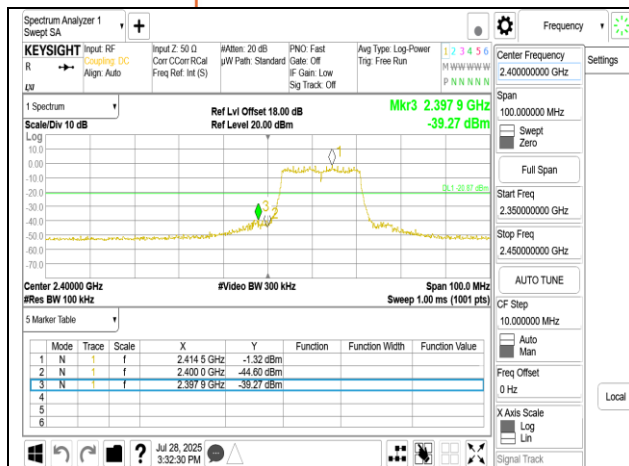 Spectrum Analyzer 1
Swept SA
Frequency
KEYSIGHT Input: RF Input Z: 50 Ω #Atten: 20 dB PNO: Fast Avg Type: Log-Power 1 2 3 4 5 6
R Coupling: DC Corr CCorr RCal µW Path: Standard Gate: Off Trig: Free Run M W W W W W
Align: Auto Freq Ref: Int (S) IF Gain: Low P N N N N N
Sig Track: Off
1 Spectrum
Scale/Div 10 dB
Ref Lvl Offset 18.00 dB
Ref Level 20.00 dBm
Mkr3 2.397 9 GHz
-39.27 dBm
Log
10.0
0.00
-10.0
-20.0
-30.0
-40.0
-50.0
-60.0
-70.0
1
2
3
Center 2.40000 GHz #Video BW 300 kHz Span 100.0 MHz
#Res BW 100 kHz Sweep 1.00 ms (1001 pts)
5 Marker Table
Mode Trace Scale X Y Function Function Width Function Value
1 N 1 f 2.414 5 GHz -1.32 dBm
2 N 1 f 2.400 0 GHz -44.60 dBm
3 N 1 f 2.397 9 GHz -39.27 dBm
4
5
6
Jul 28, 2025
3:32:30 PM
Center Frequency
2.400000000 GHz
Span
100.000000 MHz
Swept
Zero
Full Span
Start Freq
2.350000000 GHz
Stop Freq
2.450000000 GHz
AUTO TUNE
CF Step
10.000000 MHz
Auto
Man
Freq Offset
0 Hz
X Axis Scale
Log
Lin
Signal Track
Settings
Local